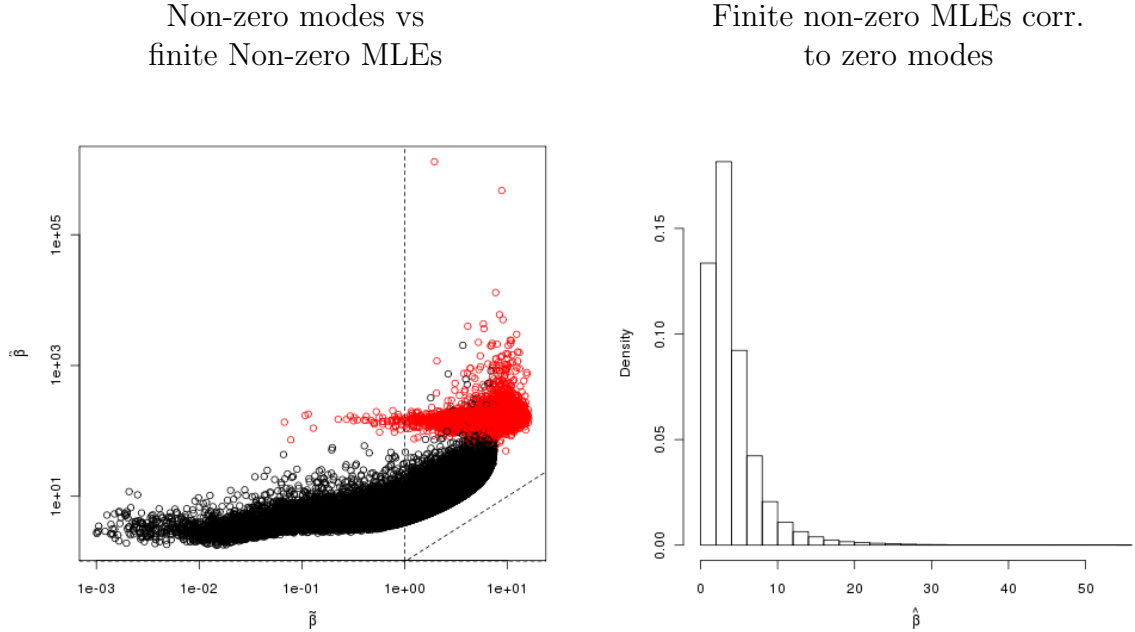 Non-zero modes vs
finite Non-zero MLEs
Finite non-zero MLEs corr.
to zero modes
1e+05
1e+03
1e+01
β̂
1e-03
1e-02
1e-01
1e+00
1e+01
β̃
0.15
0.10
0.05
0.00
Density
0
10
20
30
40
50
β̂